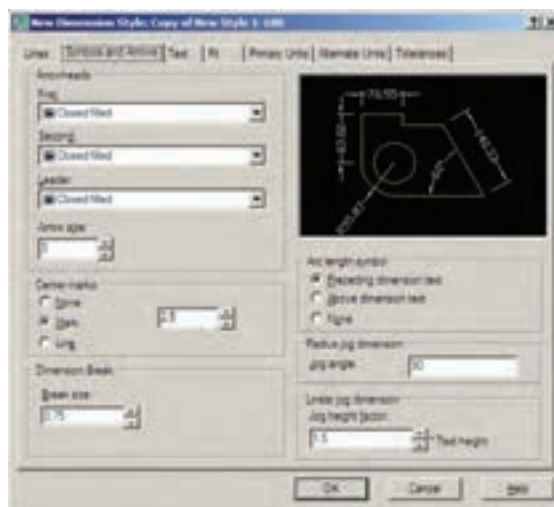 New Dimension Style: Copy of New Style 1-100
Lines Symbols and Arrows Text Fit Primary Units Alternate Units Tolerances
Arrowheads
First:
Closed filled
Second:
Closed filled
Leader:
Closed filled
Arrow size:
Center marks
None
Mark
Line
2.5
Dimension Break
Break size:
3.75
Arc length symbol
Preceding dimension text
Above dimension text
None
Radius jog dimension
Jog angle:
Linear jog dimension
Jog height factor:
1.5 Text height
OK Cancel Help